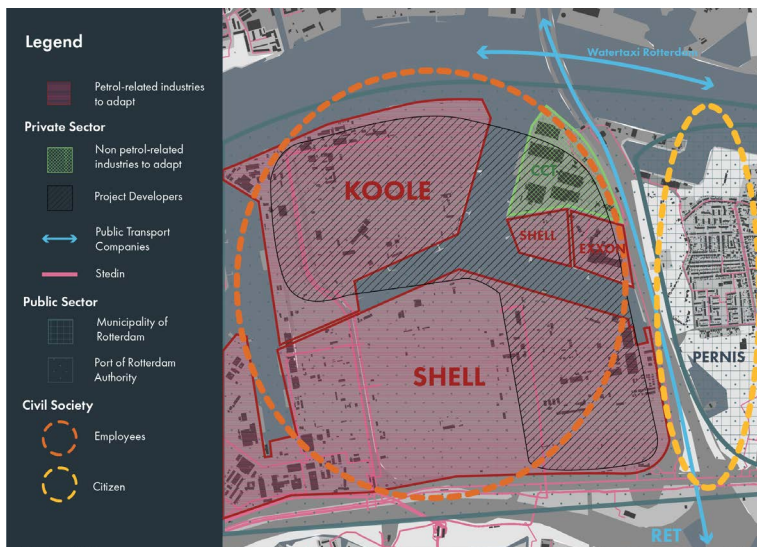 Legend
Petrol-related industries
to adapt
Private Sector
Non petrol-related
industries to adapt
Project Developers
Public Transport
Companies
Stedin
Public Sector
Municipality of
Rotterdam
Port of Rotterdam
Authority
Civil Society
Employees
Citizen
Watertaxi Rotterdam
KOOLE
CCT
SHELL
EXXON
SHELL
PERNIS
RET